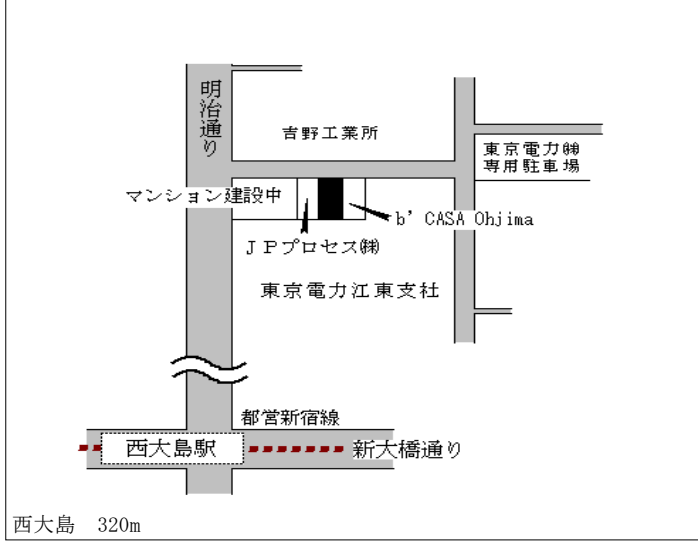 明治通り
吉野工業所
東京電力㈱
専用駐車場
マンション建設中
b’ CASA Ohjima
ＪＰプロセス㈱
東京電力江東支社
都営新宿線
西大島駅
新大橋通り
西大島　320m